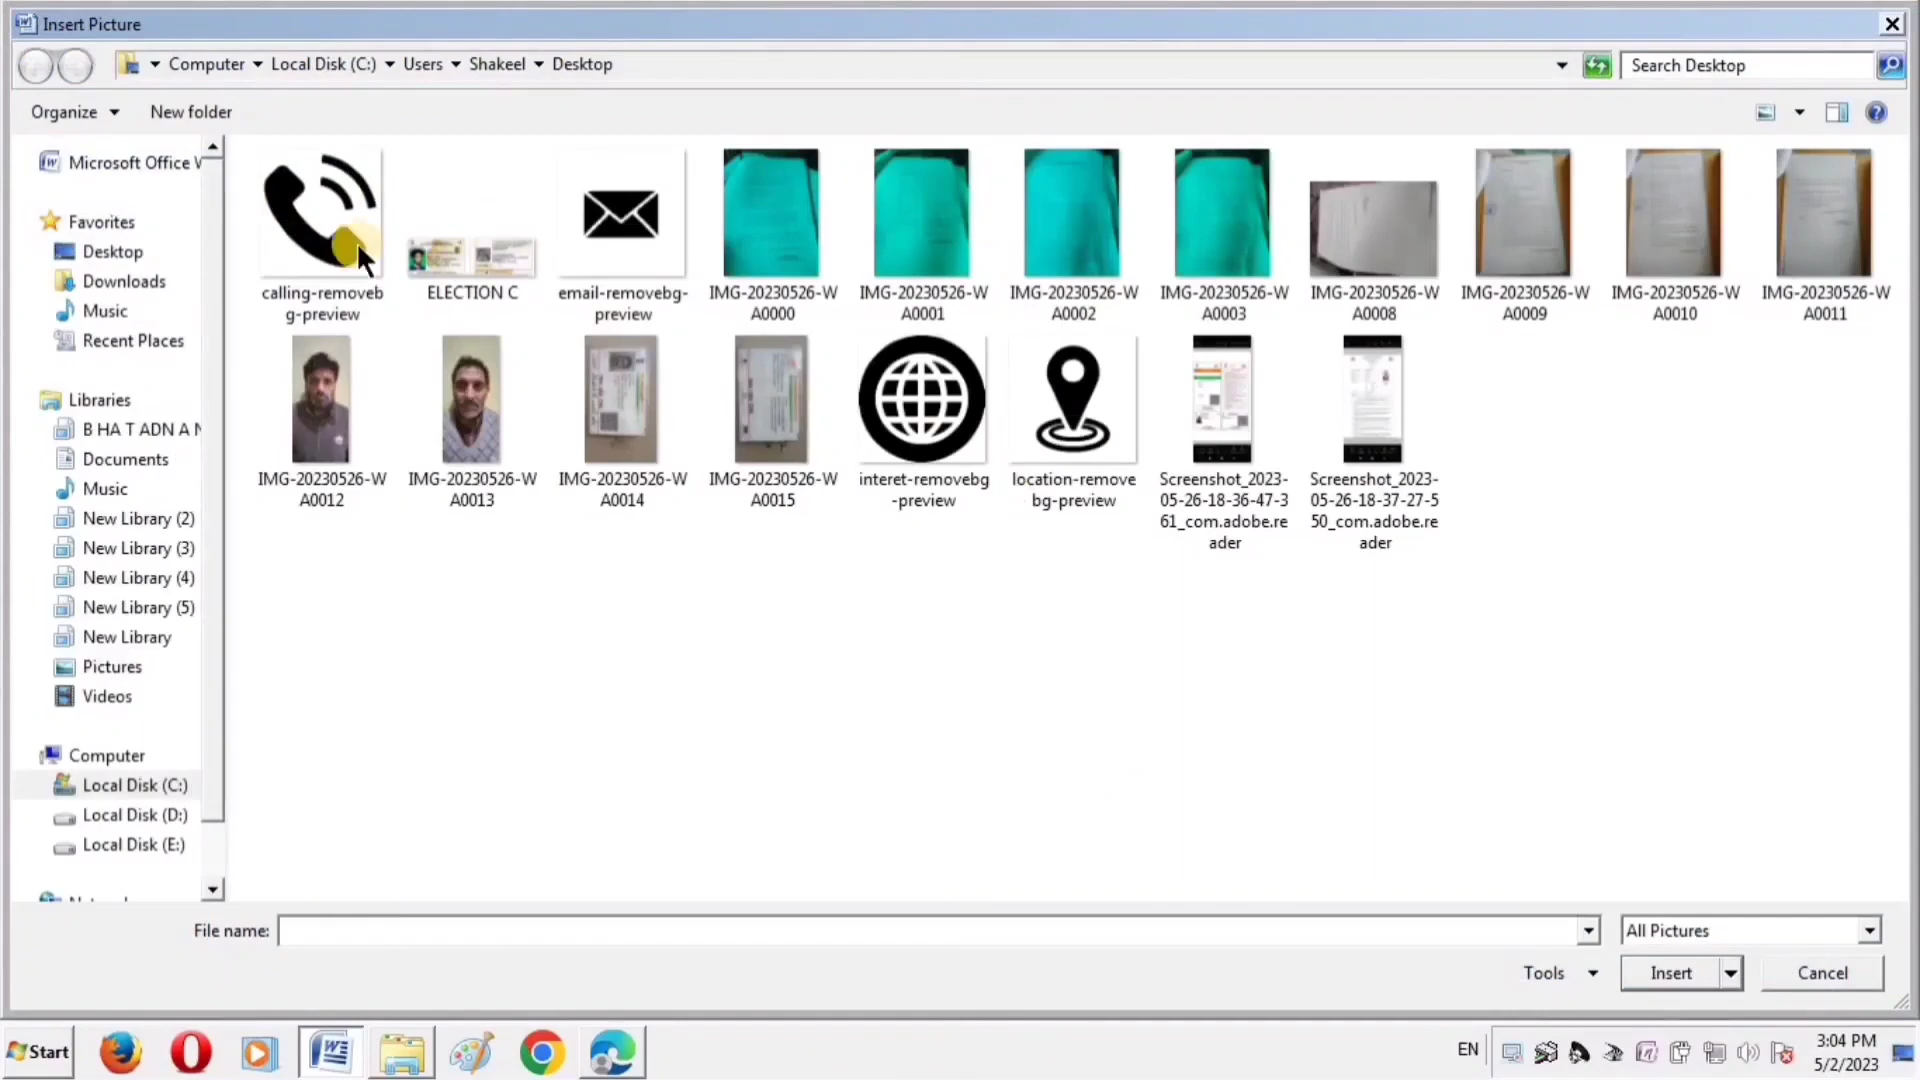 Insert Picture
Computer Local Disk (C:) Users Shakeel Desktop
Search Desktop
Organize
New folder
Microsoft Office W
Favorites
Desktop
Downloads
Music
Recent Places
Libraries
B HA T ADN A N
Documents
Music
New Library (2)
New Library (3)
New Library (4)
New Library (5)
New Library
Pictures
Videos
Computer
Local Disk (C:)
Local Disk (D:)
Local Disk (E:)
calling-removeb
g-preview
ELECTION C
email-removebg-
preview
IMG-20230526-W
A0000
IMG-20230526-W
A0001
IMG-20230526-W
A0002
IMG-20230526-W
A0003
IMG-20230526-W
A0008
IMG-20230526-W
A0009
IMG-20230526-W
A0010
IMG-20230526-W
A0011
IMG-20230526-W
A0012
IMG-20230526-W
A0013
IMG-20230526-W
A0014
IMG-20230526-W
A0015
interet-removebg
-preview
location-remove
bg-preview
Screenshot_2023-
05-26-18-36-47-3
61_com.adobe.re
ader
Screenshot_2023-
05-26-18-37-27-5
50_com.adobe.re
ader
File name:
All Pictures
Tools
Insert
Cancel
Start
EN
3:04 PM
5/2/2023